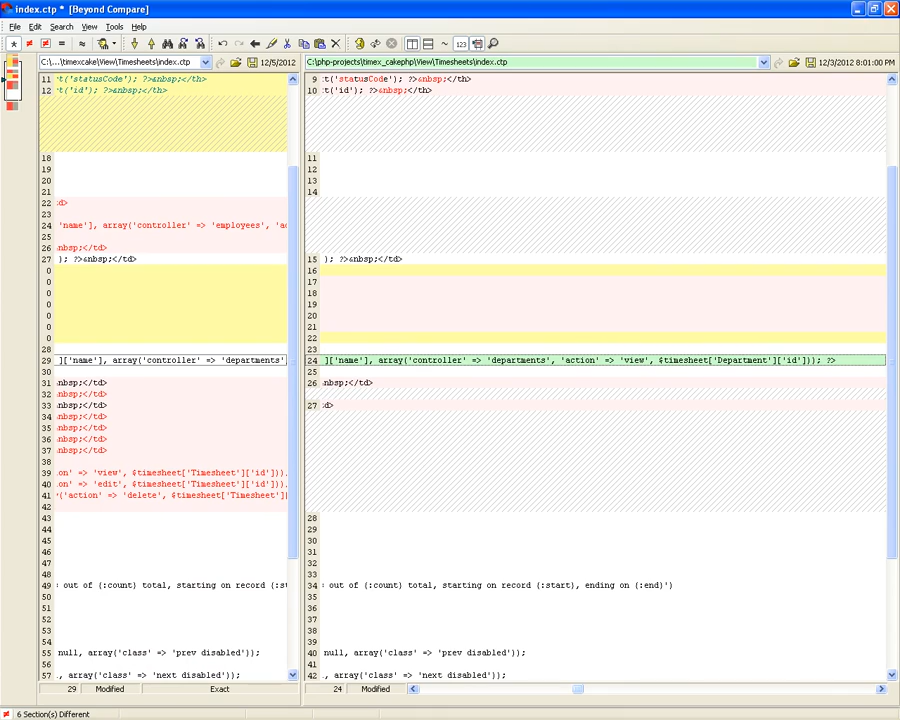 index.ctp * [Beyond Compare]
File Edit Search View Tools Help
123
C:\...\timexcake\View\Timesheets\index.ctp 12/5/2012 C:\php-projects\timex_cakephp\View\Timesheets\index.ctp 12/3/2012 8:01:00 PM
11 t('statusCode'); ?>&nbsp;</th> 9 t('statusCode'); ?>&nbsp;</th>
12 t('id'); ?>&nbsp;</th> 10 t('id'); ?>&nbsp;</th>
18 11
19 12
20 13
21 14
22 d>
23
24 'name'], array('controller' => 'employees', 'ac
25
26 nbsp;</td>
27 ); ?>&nbsp;</td> 15 ); ?>&nbsp;</td>
0 16
0 17
0 18
0 19
0 20
0 21
0 22
28 23
29 ]['name'], array('controller' => 'departments' 24 ]['name'], array('controller' => 'departments', 'action' => 'view', $timesheet['Department']['id'])); ?>
30 25
31 nbsp;</td> 26 nbsp;</td>
32 nbsp;</td>
33 nbsp;</td> 27 d>
34 nbsp;</td>
35 nbsp;</td>
36 nbsp;</td>
37 nbsp;</td>
38
39 on' => 'view', $timesheet['Timesheet']['id'])).
40 on' => 'edit', $timesheet['Timesheet']['id'])).
41 ('action' => 'delete', $timesheet['Timesheet'][
42
43 28
44 29
45 30
46 31
47 32
48 33
49 : out of {:count} total, starting on record {:st 34 : out of {:count} total, starting on record {:start}, ending on {:end}')
50 35
51 36
52 37
53 38
54 39
55 null, array('class' => 'prev disabled')); 40 null, array('class' => 'prev disabled'));
56 41
57 ., array('class' => 'next disabled')); 42 ., array('class' => 'next disabled'));
29 Modified Exact 24 Modified
6 Section(s) Different